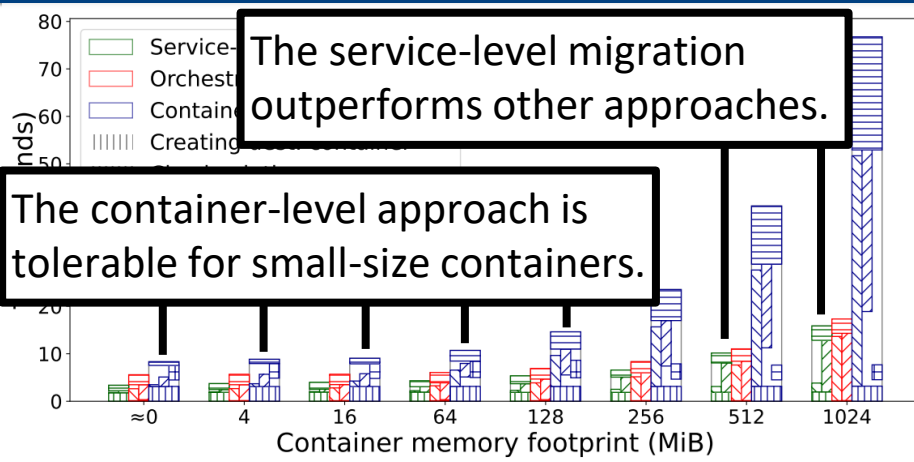 80
70
60
50
20
10
0
nds)
Service-
Orchestr
Containe
Creating
The service-level migration
outperforms other approaches.
The container-level approach is
tolerable for small-size containers.
≈0 4 16 64 128 256 512 1024
Container memory footprint (MiB)